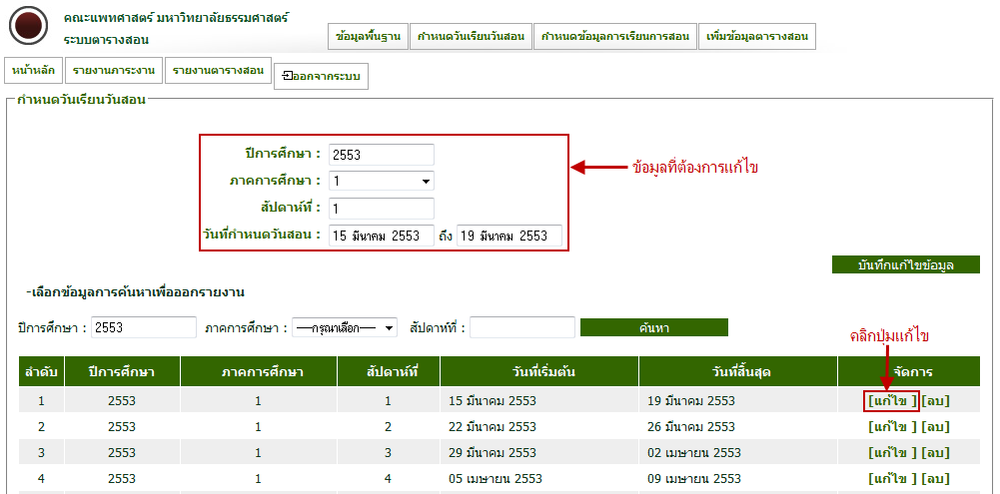 คณะแพทศาสตร์ มหาวิทยาลัยธรรมศาสตร์
ระบบตารางสอน
ข้อมูลพื้นฐาน กำหนดวันเรียนวันสอน กำหนดข้อมูลการเรียนการสอน เพิ่มข้อมูลตารางสอน
หน้าหลัก รายงานภาระงาน รายงานตารางสอน ออกจากระบบ
กำหนดวันเรียนวันสอน
ปีการศึกษา : 2553
ข้อมูลที่ต้องการแก้ไข
ภาคการศึกษา : 1
สัปดาห์ที่ : 1
วันที่กำหนดวันสอน : 15 มีนาคม 2553 ถึง 19 มีนาคม 2553
บันทึกแก้ไขข้อมูล
-เลือกข้อมูลการค้นหาเพื่อออกรายงาน
ปีการศึกษา : 2553 ภาคการศึกษา : ----กรุณาเลือก---- สัปดาห์ที่ : ค้นหา
คลิกปุ่มแก้ไข
ลำดับ ปีการศึกษา ภาคการศึกษา สัปดาห์ที่ วันที่เริ่มต้น วันที่สิ้นสุด จัดการ
1 2553 1 1 15 มีนาคม 2553 19 มีนาคม 2553 [แก้ไข ] [ลบ]
2 2553 1 2 22 มีนาคม 2553 26 มีนาคม 2553 [แก้ไข ] [ลบ]
3 2553 1 3 29 มีนาคม 2553 02 เมษายน 2553 [แก้ไข ] [ลบ]
4 2553 1 4 05 เมษายน 2553 09 เมษายน 2553 [แก้ไข ] [ลบ]